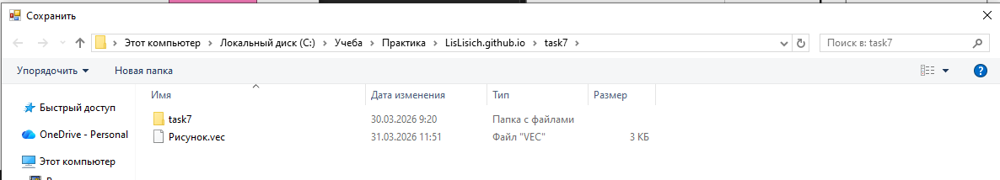 Сохранить
Этот компьютер > Локальный диск (C:) > Учеба > Практика > LisLisich.github.io > task7 >
Поиск в: task7
Упорядочить Новая папка
Имя Дата изменения Тип Размер
Быстрый доступ
task7 30.03.2026 9:20 Папка с файлами
OneDrive - Personal
Рисунок.vec 31.03.2026 11:51 Файл "VEC" 3 КБ
Этот компьютер